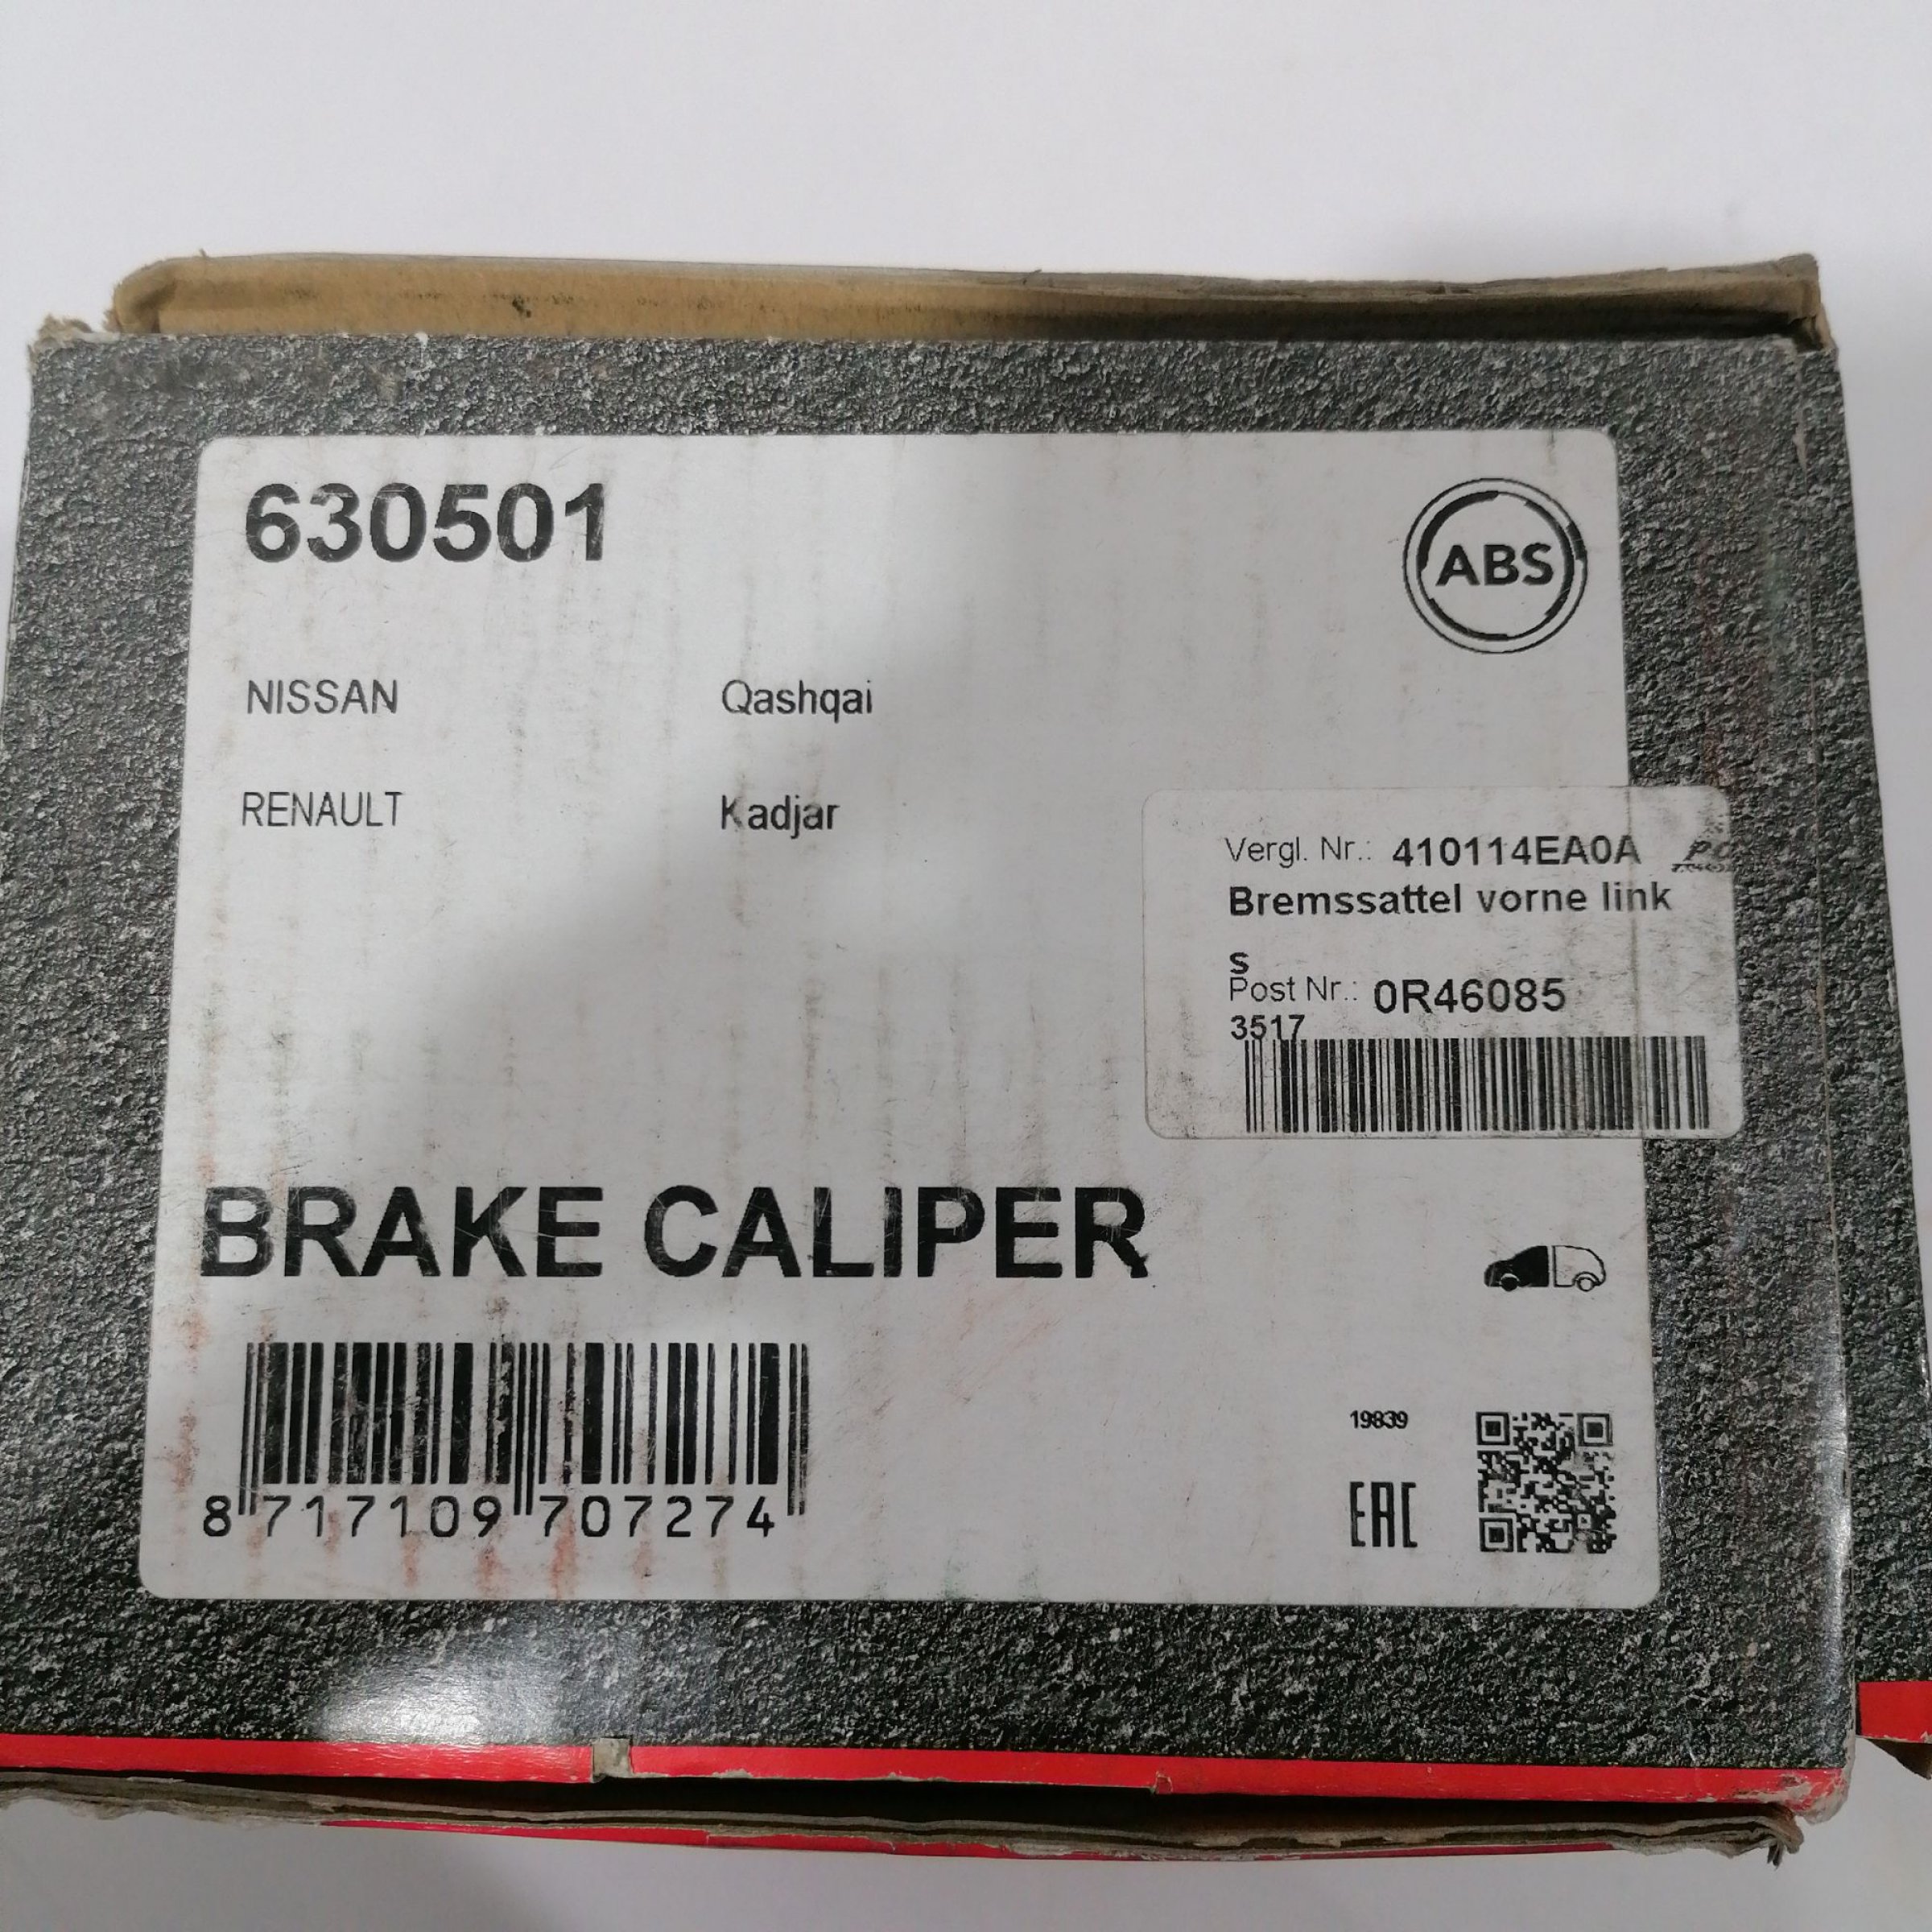 630501
ABS
NISSAN Qashqai
RENAULT Kadjar
Vergl. Nr.: 410114EA0A
Bremssattel vorne link
s
Post Nr.: 0R46085
3517
BRAKE CALIPER
8 717109 707274
19839
EAC